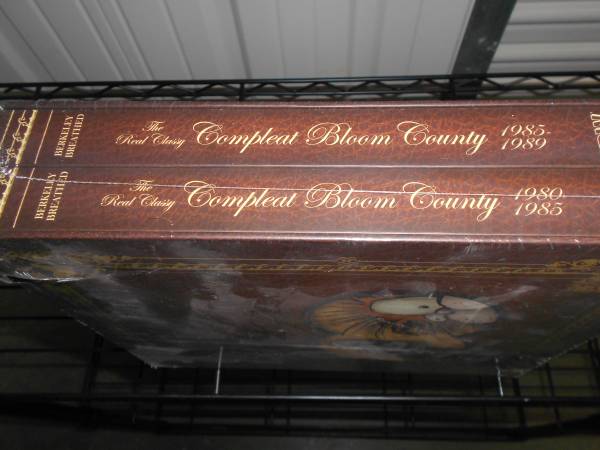 BERKELEY
BREATHED
The
Real Classy
Compleat Bloom County
1985-
1989
BERKELEY
BREATHED
The
Real Classy
Compleat Bloom County
1980
1985